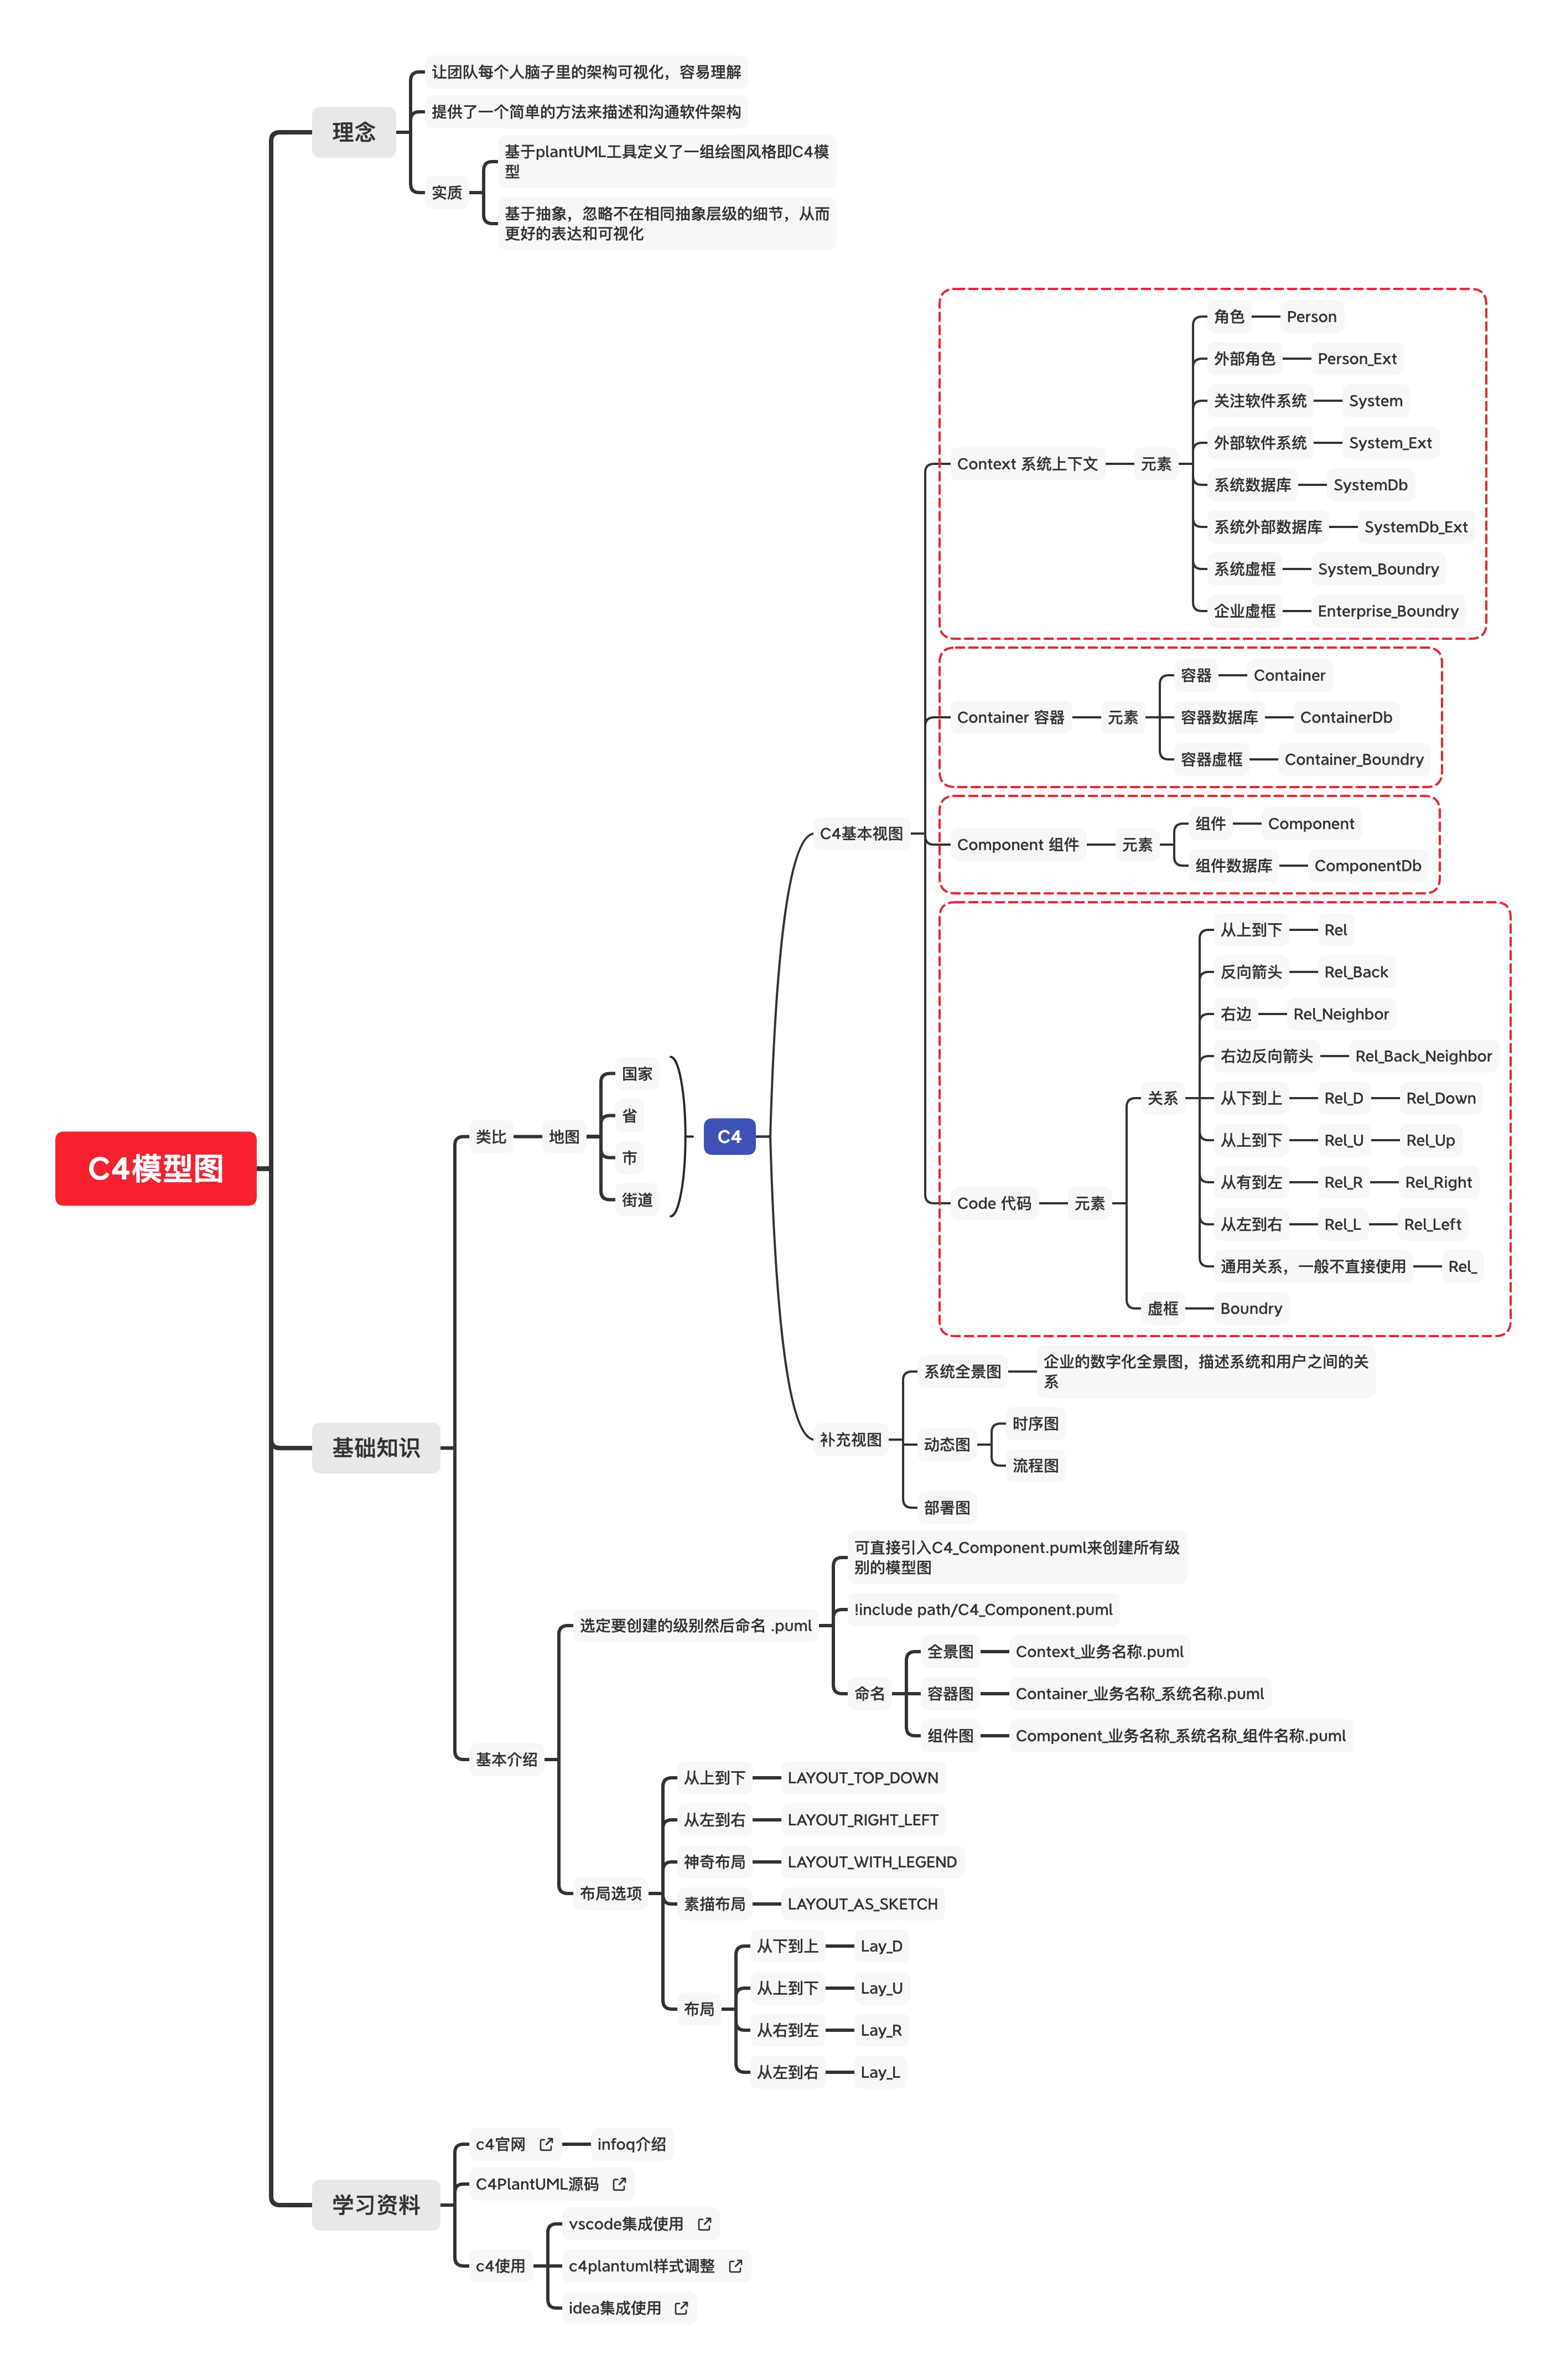 C4模型图
理念
让团队每个人脑子里的架构可视化，容易理解
提供了一个简单的方法来描述和沟通软件架构
实质
基于plantUML工具定义了一组绘图风格即C4模
型
基于抽象，忽略不在相同抽象层级的细节，从而
更好的表达和可视化
基础知识
类比
地图
国家
省
市
街道
C4
C4基本视图
Context 系统上下文
元素
角色
Person
外部角色
Person_Ext
关注软件系统
System
外部软件系统
System_Ext
系统数据库
SystemDb
系统外部数据库
SystemDb_Ext
系统虚框
System_Boundry
企业虚框
Enterprise_Boundry
Container 容器
元素
容器
Container
容器数据库
ContainerDb
容器虚框
Container_Boundry
Component 组件
元素
组件
Component
组件数据库
ComponentDb
Code 代码
元素
关系
从上到下
Rel
反向箭头
Rel_Back
右边
Rel_Neighbor
右边反向箭头
Rel_Back_Neighbor
从下到上
Rel_D
Rel_Down
从上到下
Rel_U
Rel_Up
从有到左
Rel_R
Rel_Right
从左到右
Rel_L
Rel_Left
通用关系，一般不直接使用
Rel_
虚框
Boundry
补充视图
系统全景图
企业的数字化全景图，描述系统和用户之间的关
系
动态图
时序图
流程图
部署图
基本介绍
选定要创建的级别然后命名 .puml
可直接引入C4_Component.puml来创建所有级
别的模型图
!include path/C4_Component.puml
命名
全景图
Context_业务名称.puml
容器图
Container_业务名称_系统名称.puml
组件图
Component_业务名称_系统名称_组件名称.puml
布局选项
从上到下
LAYOUT_TOP_DOWN
从左到右
LAYOUT_RIGHT_LEFT
神奇布局
LAYOUT_WITH_LEGEND
素描布局
LAYOUT_AS_SKETCH
布局
从下到上
Lay_D
从上到下
Lay_U
从右到左
Lay_R
从左到右
Lay_L
学习资料
c4官网
infoq介绍
C4PlantUML源码
c4使用
vscode集成使用
c4plantuml样式调整
idea集成使用